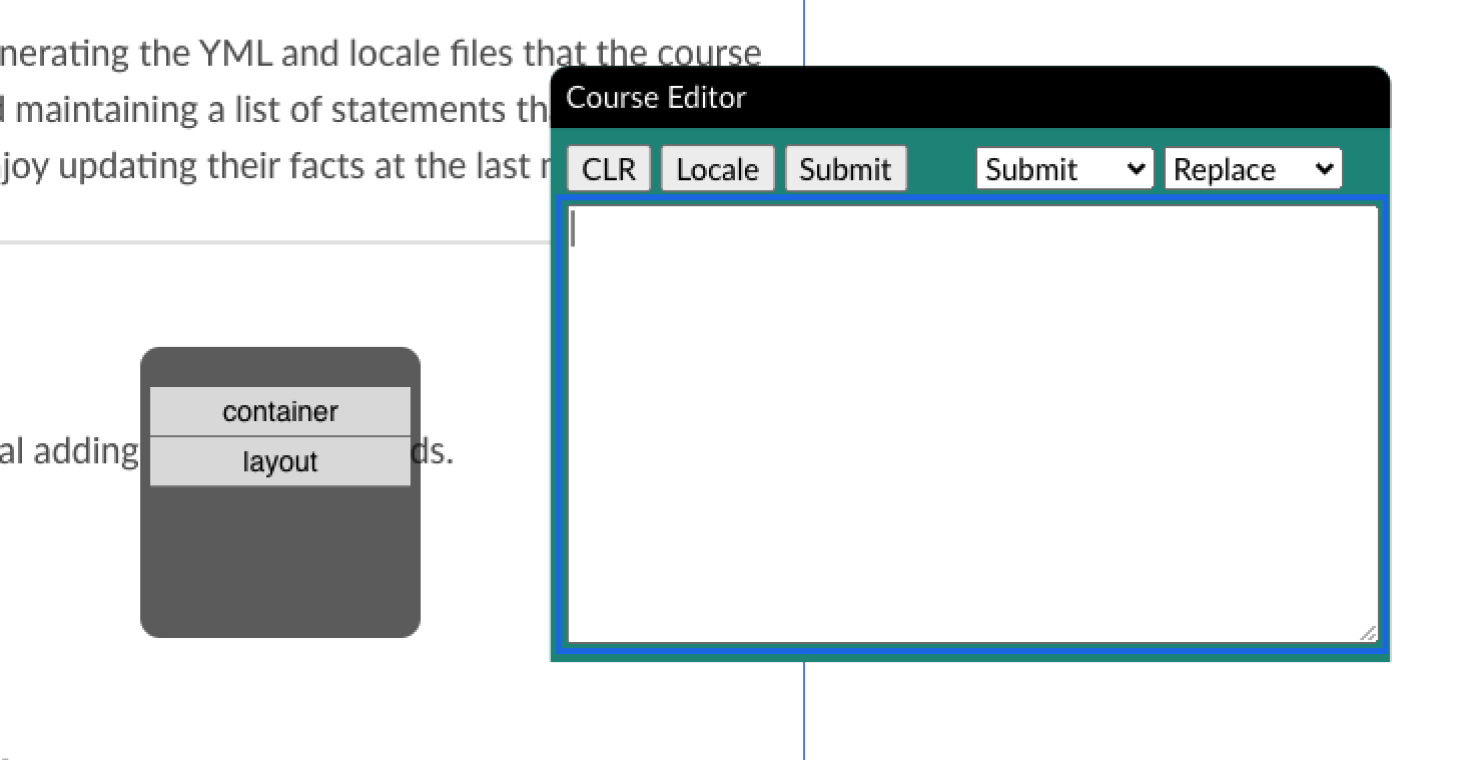 nerating the YML and locale files that the course
maintaining a list of statements th
joy updating their facts at the last
Course Editor
CLR Locale Submit Submit Replace
container
al adding ds.
layout